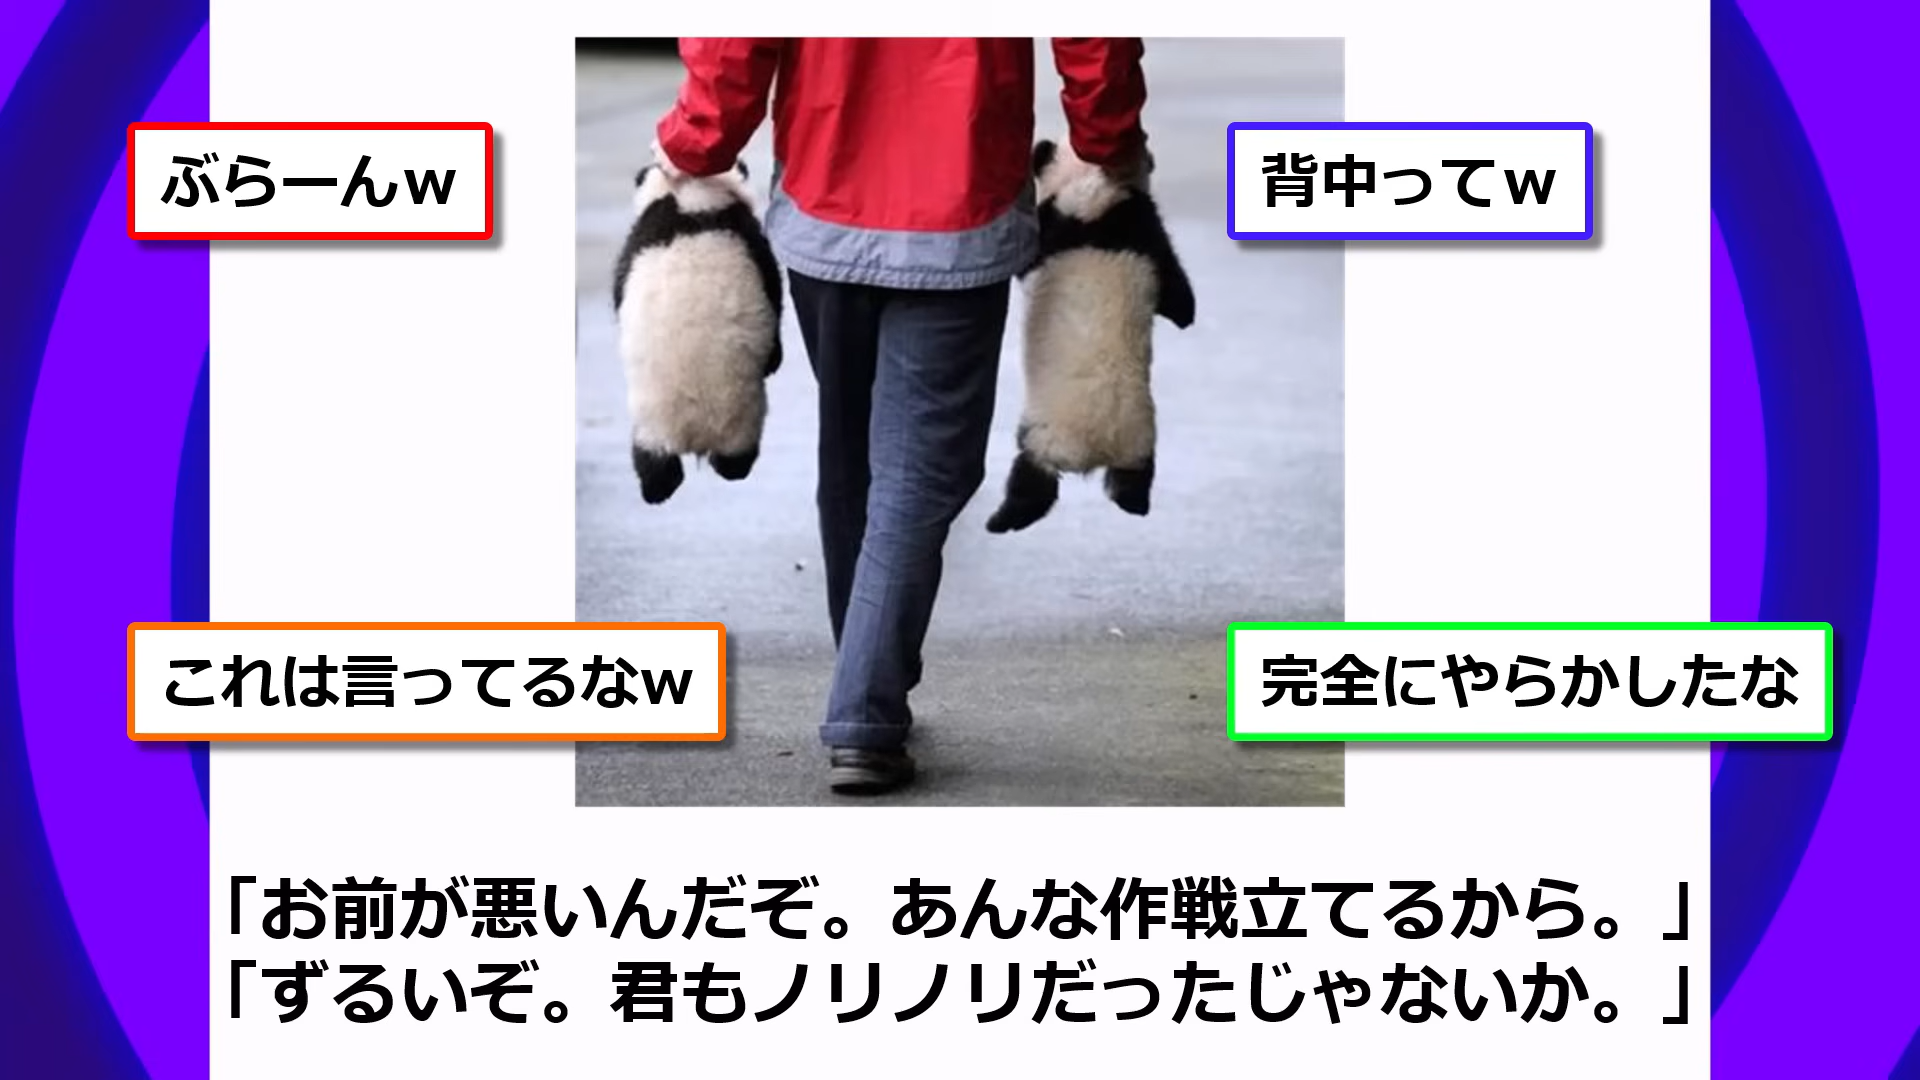 ぶらーんw
背中ってw
これは言ってるなw
完全にやらかしたな
「お前が悪いんだぞ。あんな作戦立てるから。」
「ずるいぞ。君もノリノリだったじゃないか。」